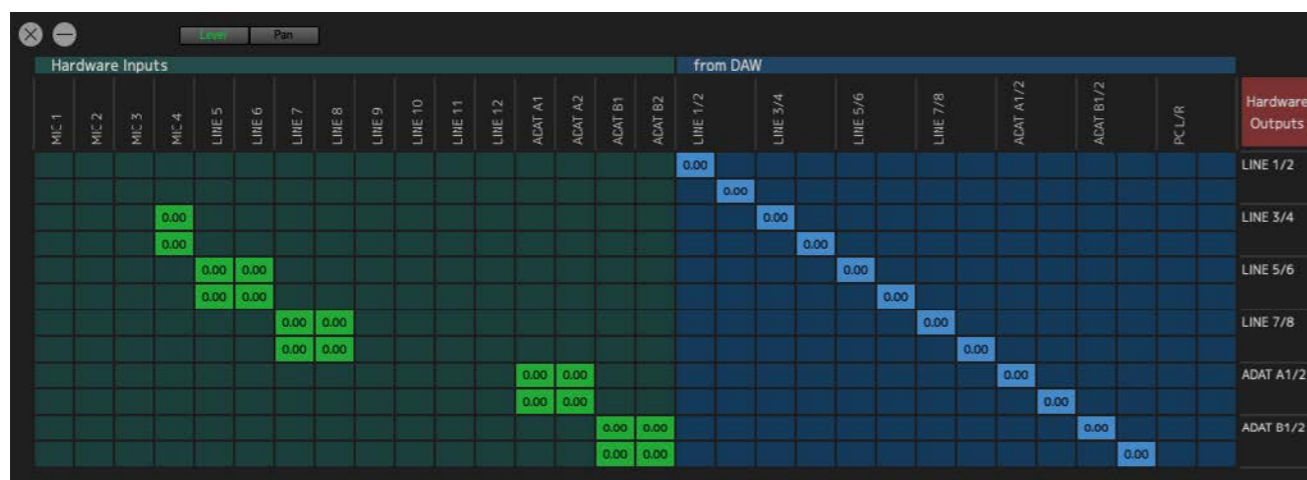 Level Pan
Hardware Inputs from DAW
MIC 1 MIC 2 MIC 3 MIC 4 LINE 5 LINE 6 LINE 7 LINE 8 LINE 9 LINE 10 LINE 11 LINE 12 ADAT A1 ADAT A2 ADAT B1 ADAT B2 LINE 1/2 LINE 3/4 LINE 5/6 LINE 7/8 ADAT A1/2 ADAT B1/2 PC L/R Hardware
Outputs
0.00 LINE 1/2
0.00
0.00 0.00 LINE 3/4
0.00 0.00
0.00 0.00 0.00 LINE 5/6
0.00 0.00 0.00
0.00 0.00 0.00 LINE 7/8
0.00 0.00 0.00
0.00 0.00 0.00 ADAT A1/2
0.00 0.00 0.00
0.00 0.00 0.00 ADAT B1/2
0.00 0.00 0.00